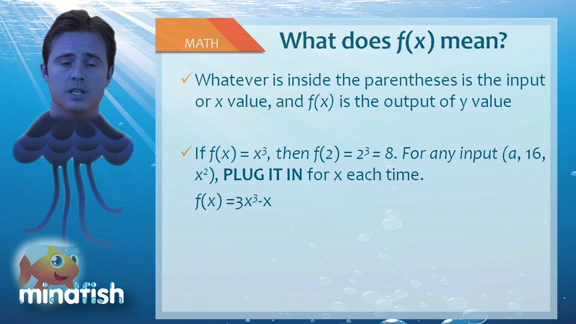 MATH
What does f(x) mean?
Whatever is inside the parentheses is the input
or x value, and f(x) is the output of y value
If f(x) = x³, then f(2) = 2³ = 8. For any input (a, 16,
x²), PLUG IT IN for x each time.
f(x) =3x³-x
minafish